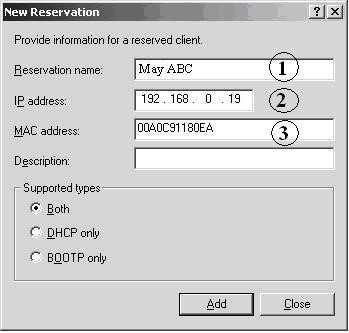 New Reservation
Provide information for a reserved client.
Reservation name: May ABC 1
IP address: 192 . 168 . 0 . 19 2
MAC address: 00A0C91180EA 3
Description:
Supported types
Both
DHCP only
BOOTP only
Add Close